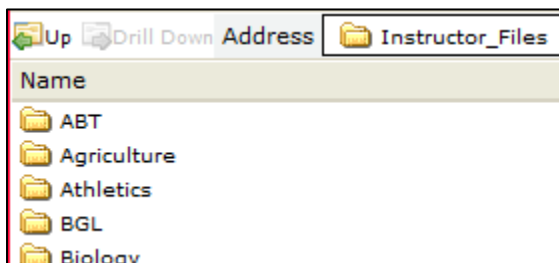 Up Drill Down Address Instructor_Files
Name
ABT
Agriculture
Athletics
BGL
Biology